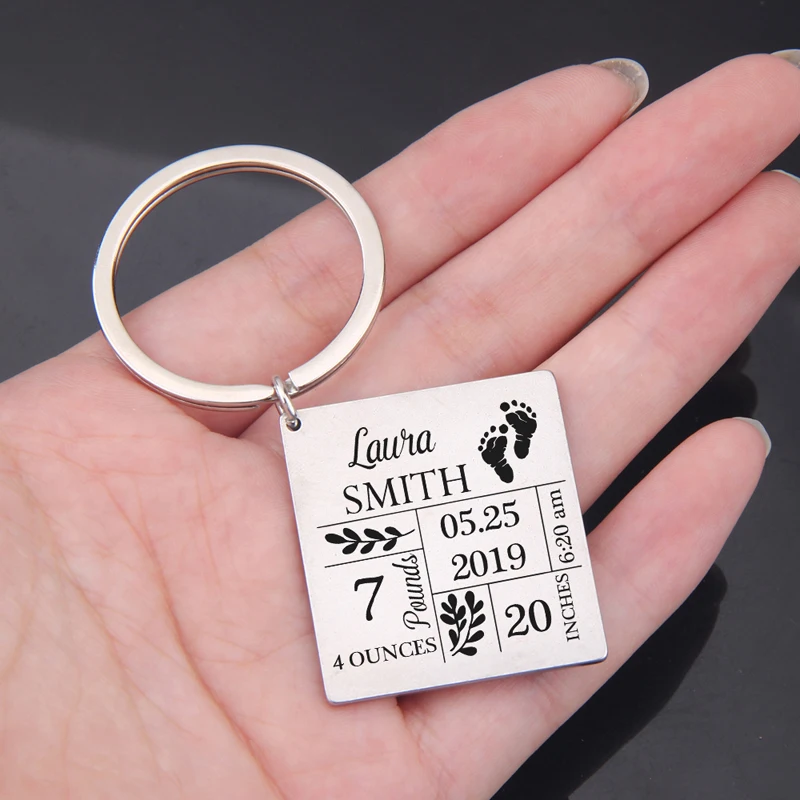 Laura
SMITH
05.25
2019
6:20 am
7
Pounds
4 OUNCES
20
INCHES